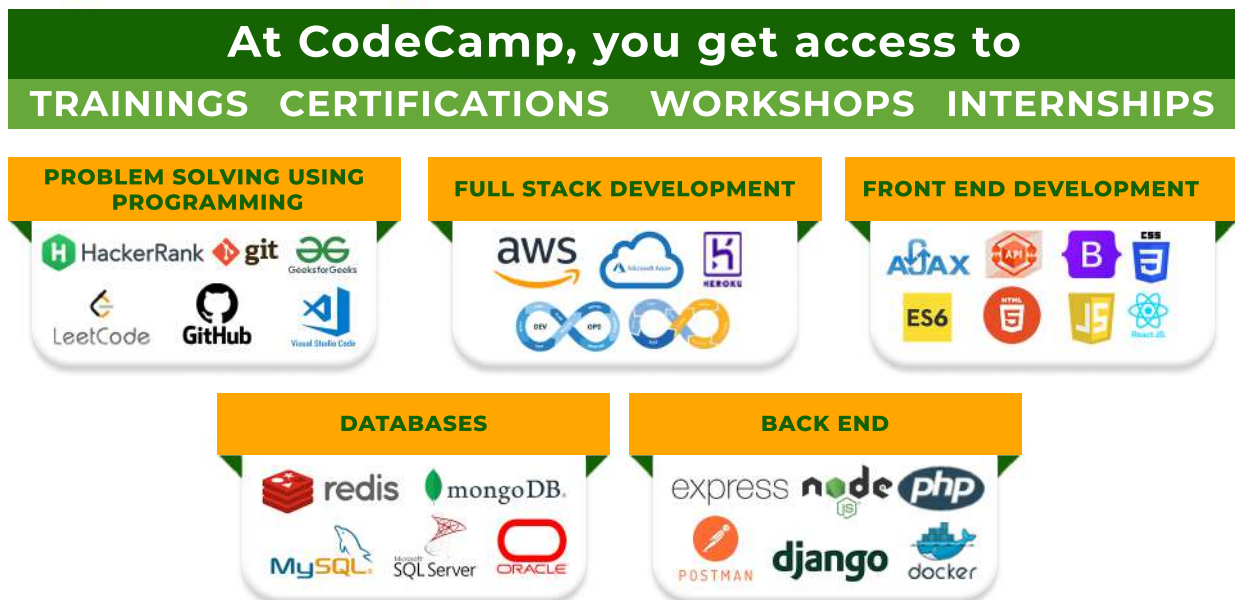 At CodeCamp, you get access to
TRAININGS CERTIFICATIONS WORKSHOPS INTERNSHIPS
PROBLEM SOLVING USING
PROGRAMMING
HackerRank git GeeksforGeeks
LeetCode GitHub Visual Studio Code
FULL STACK DEVELOPMENT
aws Microsoft Azure HEROKU
DEV OPS
FRONT END DEVELOPMENT
AJAX API B CSS 3
ES6 HTML 5 JS React JS
DATABASES
redis mongoDB.
MySQL. Microsoft SQL Server ORACLE
BACK END
express node JS php
POSTMAN django docker